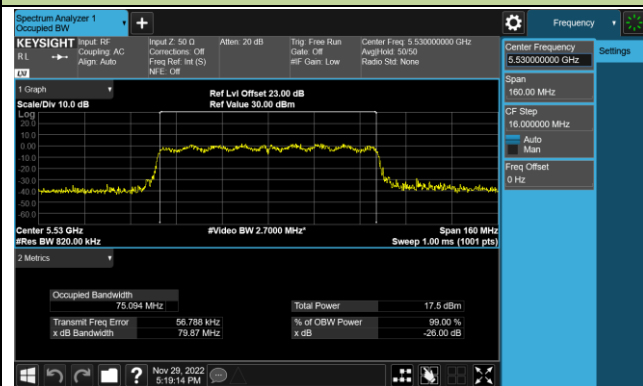 Spectrum Analyzer 1
Occupied BW
Frequency
KEYSIGHT
Input: RF
Coupling: AC
Align: Auto
Input Z: 50 Ω
Corrections: Off
Freq Ref: Int (S)
NFE: Off
Atten: 20 dB
Trig: Free Run
Gate: Off
#IF Gain: Low
Center Freq: 5.530000000 GHz
Avg|Hold: 50/50
Radio Std: None
R L
LXI
Center Frequency
5.530000000 GHz
Settings
Span
160.00 MHz
CF Step
16.000000 MHz
Auto
Man
Freq Offset
0 Hz
1 Graph
Scale/Div 10.0 dB
Ref Lvl Offset 23.00 dB
Ref Value 30.00 dBm
Log
20.0
10.0
0.00
-10.0
-20.0
-30.0
-40.0
-50.0
-60.0
Center 5.53 GHz
#Res BW 820.00 kHz
#Video BW 2.7000 MHz*
Span 160 MHz
Sweep 1.00 ms (1001 pts)
2 Metrics
Occupied Bandwidth
75.094 MHz
Total Power 17.5 dBm
Transmit Freq Error 56.788 kHz
% of OBW Power 99.00 %
x dB Bandwidth 79.87 MHz
x dB -26.00 dB
?
Nov 29, 2022
5:19:14 PM